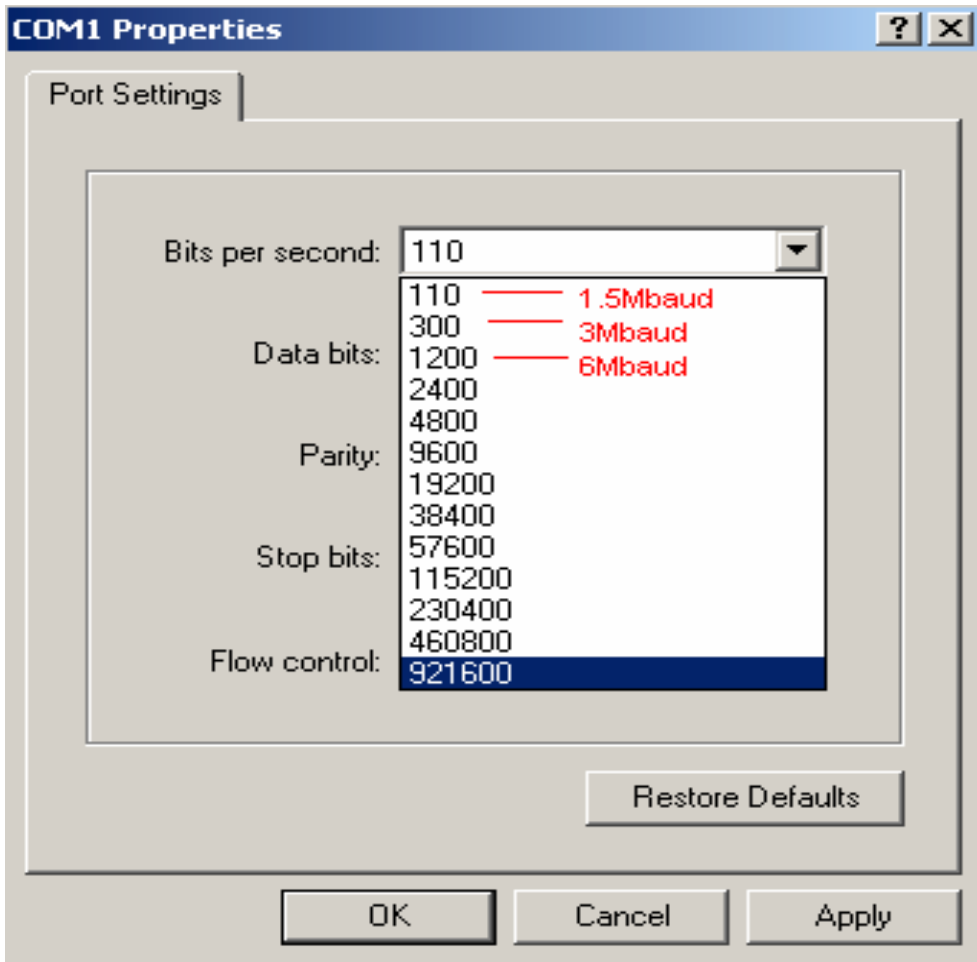 COM1 Properties
Port Settings
Bits per second: 110
110 1.5Mbaud
300 3Mbaud
1200 6Mbaud
2400
4800
9600
19200
38400
57600
115200
230400
460800
921600
Data bits:
Parity:
Stop bits:
Flow control:
Restore Defaults
OK Cancel Apply